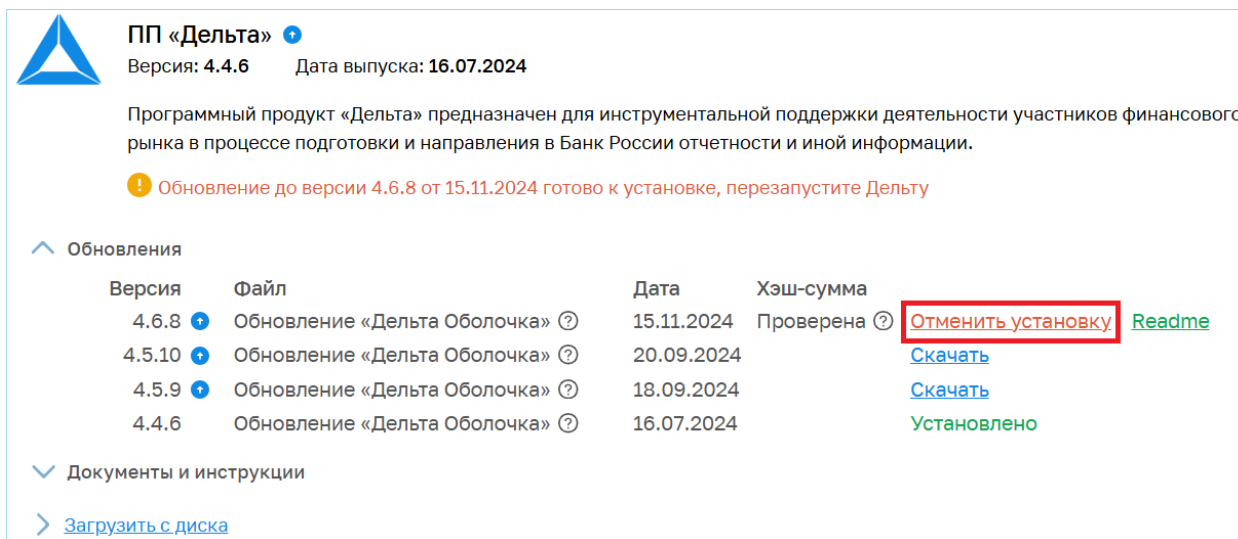 ПП «Дельта»
Версия: 4.4.6 Дата выпуска: 16.07.2024
Программный продукт «Дельта» предназначен для инструментальной поддержки деятельности участников финансового
рынка в процессе подготовки и направления в Банк России отчетности и иной информации.
! Обновление до версии 4.6.8 от 15.11.2024 готово к установке, перезапустите Дельту
Обновления
Версия Файл Дата Хэш-сумма
4.6.8 Обновление «Дельта Оболочка» ? 15.11.2024 Проверена ? Отменить установку Readme
4.5.10 Обновление «Дельта Оболочка» ? 20.09.2024 Скачать
4.5.9 Обновление «Дельта Оболочка» ? 18.09.2024 Скачать
4.4.6 Обновление «Дельта Оболочка» ? 16.07.2024 Установлено
Документы и инструкции
Загрузить с диска